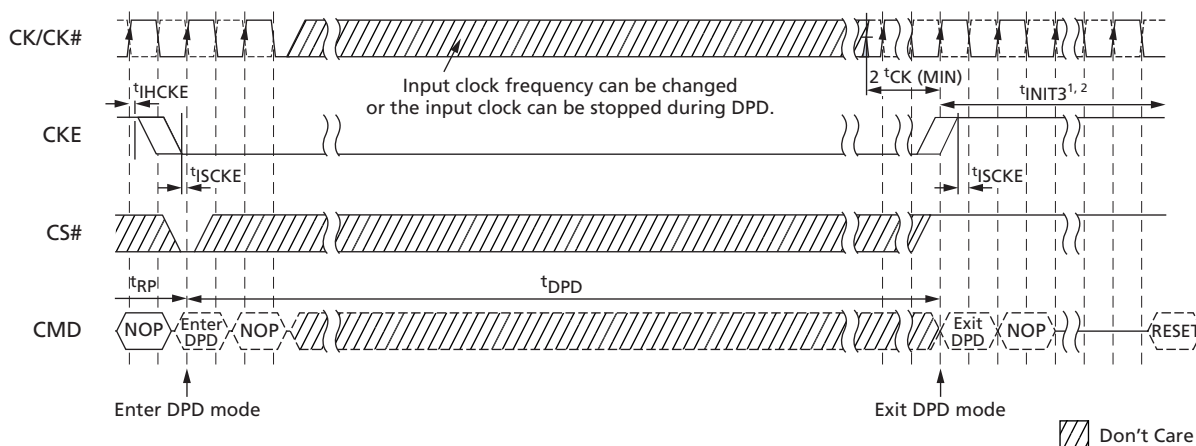 CK/CK#
Input clock frequency can be changed
or the input clock can be stopped during DPD.
2 tCK (MIN)
tIHCKE
tINIT31, 2
CKE
tISCKE
tISCKE
CS#
tRP
tDPD
CMD
NOP
Enter
DPD
NOP
Exit
DPD
NOP
RESET
Enter DPD mode
Exit DPD mode
Don't Care